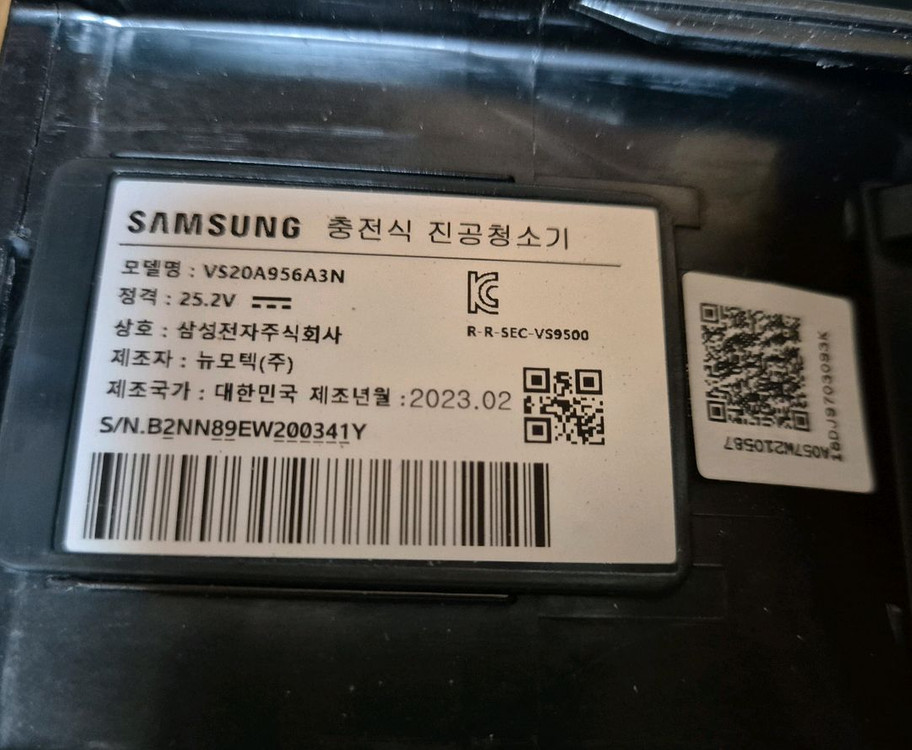 SAMSUNG 충전식 진공청소기
모델명 : VS20A956A3N
정격 : 25.2V
상호 : 삼성전자주식회사
R-R-SEC-VS9500
제조자 : 뉴모텍(주)
제조국가 : 대한민국 제조년월 :2023.02
S/N.B2NN89EW200341Y
A057W210587